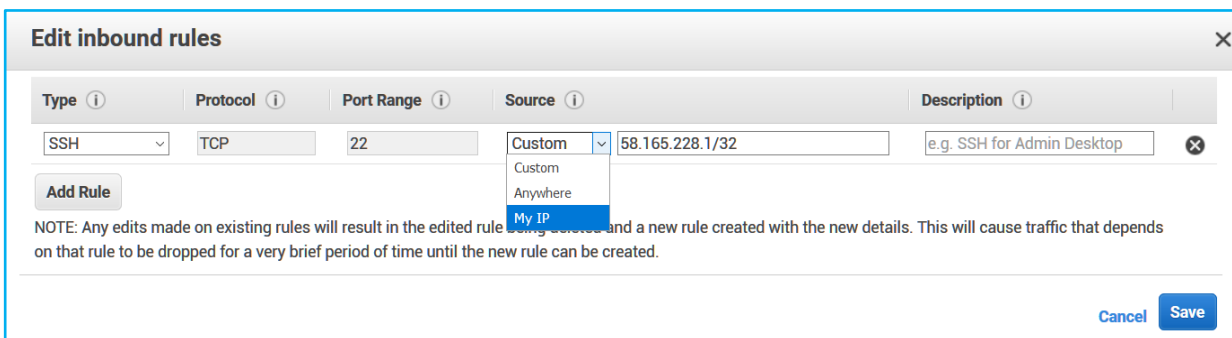 Edit inbound rules
Type Protocol Port Range Source Description
SSH TCP 22 Custom 58.165.228.1/32 e.g. SSH for Admin Desktop
Custom
Anywhere
My IP
Add Rule
NOTE: Any edits made on existing rules will result in the edited rule being deleted and a new rule created with the new details. This will cause traffic that depends
on that rule to be dropped for a very brief period of time until the new rule can be created.
Cancel Save